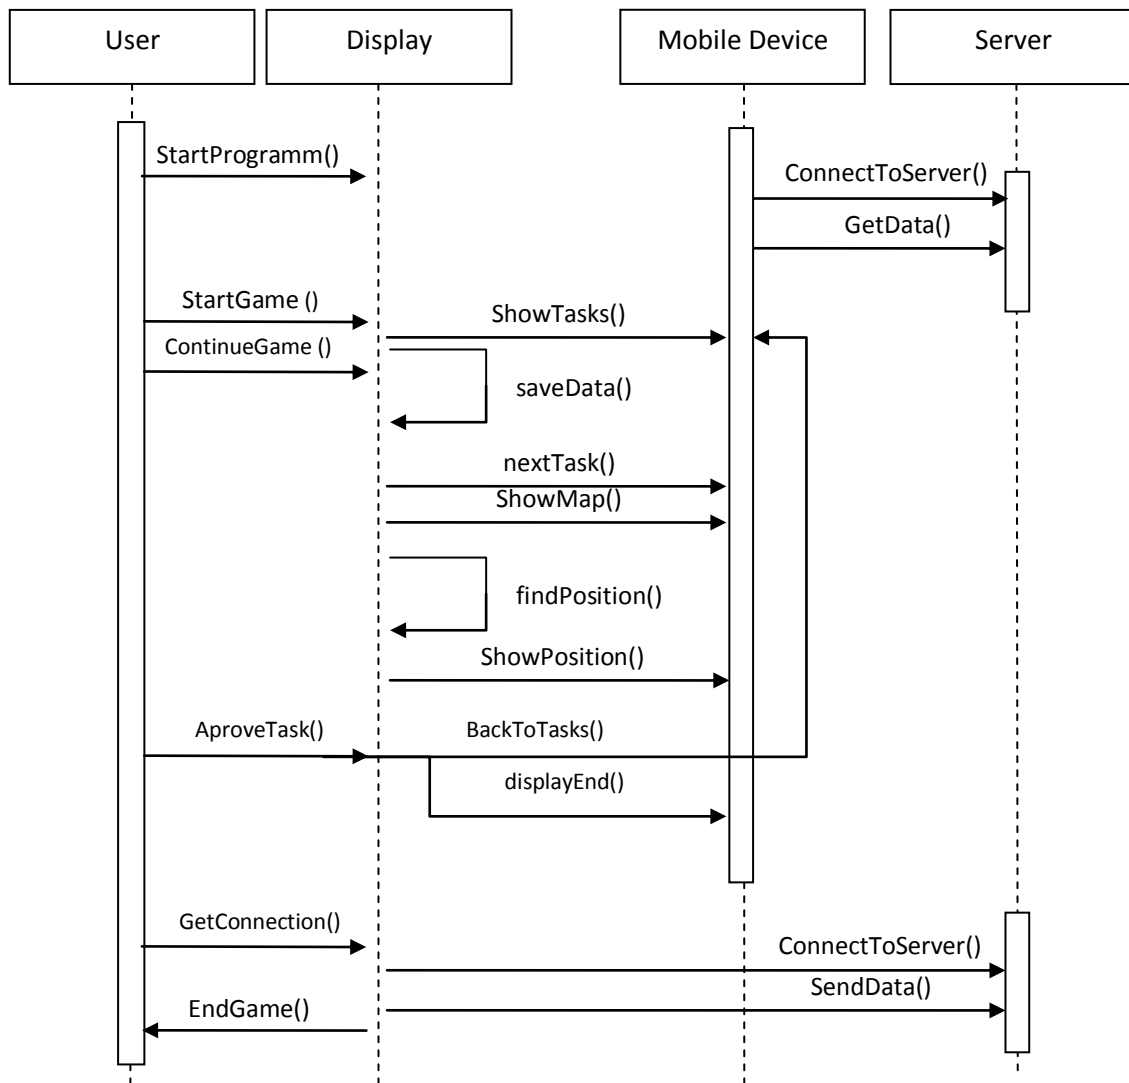 User
Display
Mobile Device
Server
StartProgramm()
ConnectToServer()
GetData()
StartGame ()
ShowTasks()
ContinueGame ()
saveData()
nextTask()
ShowMap()
findPosition()
ShowPosition()
AproveTask()
BackToTasks()
displayEnd()
GetConnection()
ConnectToServer()
SendData()
EndGame()